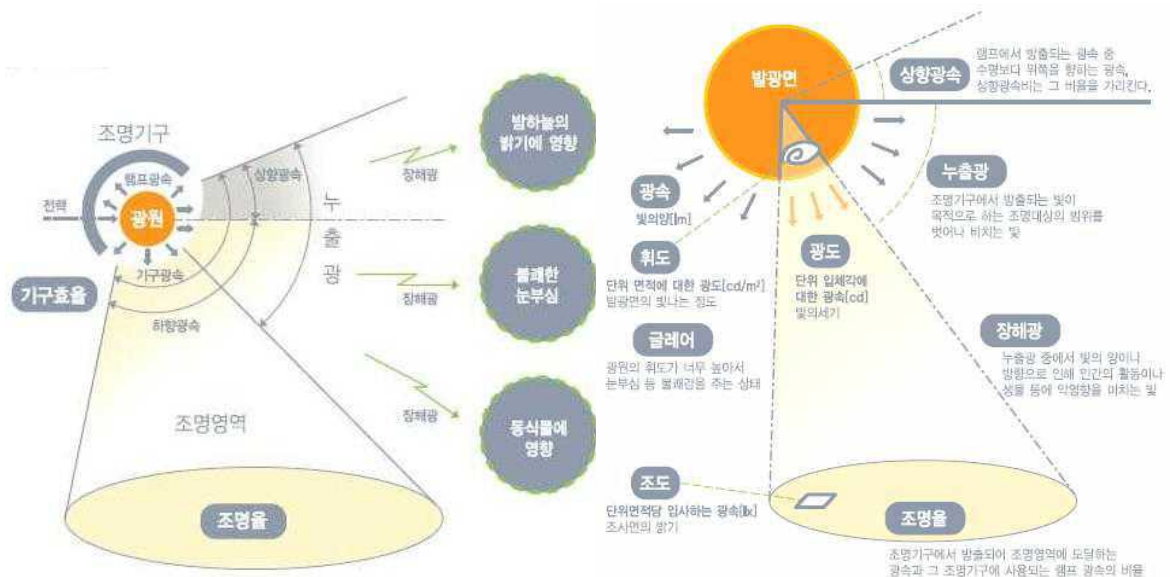 조명기구
램프광속
전력
광원
상향광속
누
출
광
기구효율
기구광속
하향광속
조명영역
조명율
장해광
밤하늘의
밝기에 영향
장해광
불쾌한
눈부심
장해광
동식물에
영향
발광면
상향광속
램프에서 방출되는 광속 중
수평보다 위쪽을 향하는 광속,
상향광속비는 그 비율을 가리킨다.
누출광
조명기구에서 방출되는 빛이
목적으로 하는 조명대상의 범위를
벗어나 비치는 빛
광속
빛의양[lm]
휘도
단위 면적에 대한 광도[cd/m²]
발광면의 빛나는 정도
광도
단위 입체각에
대한 광속[cd]
빛의세기
글레어
광원의 휘도가 너무 높아서
눈부심 등 불쾌감을 주는 상태
장해광
누출광 중에서 빛의 양이나
방향으로 인해 인간의 활동이나
생물 등에 악영향을 미치는 빛
조도
단위면적당 입사하는 광속[lx]
조사면의 밝기
조명율
조명기구에서 방출되어 조명영역에 도달하는
광속과 그 조명기구에 사용되는 램프 광속의 비율